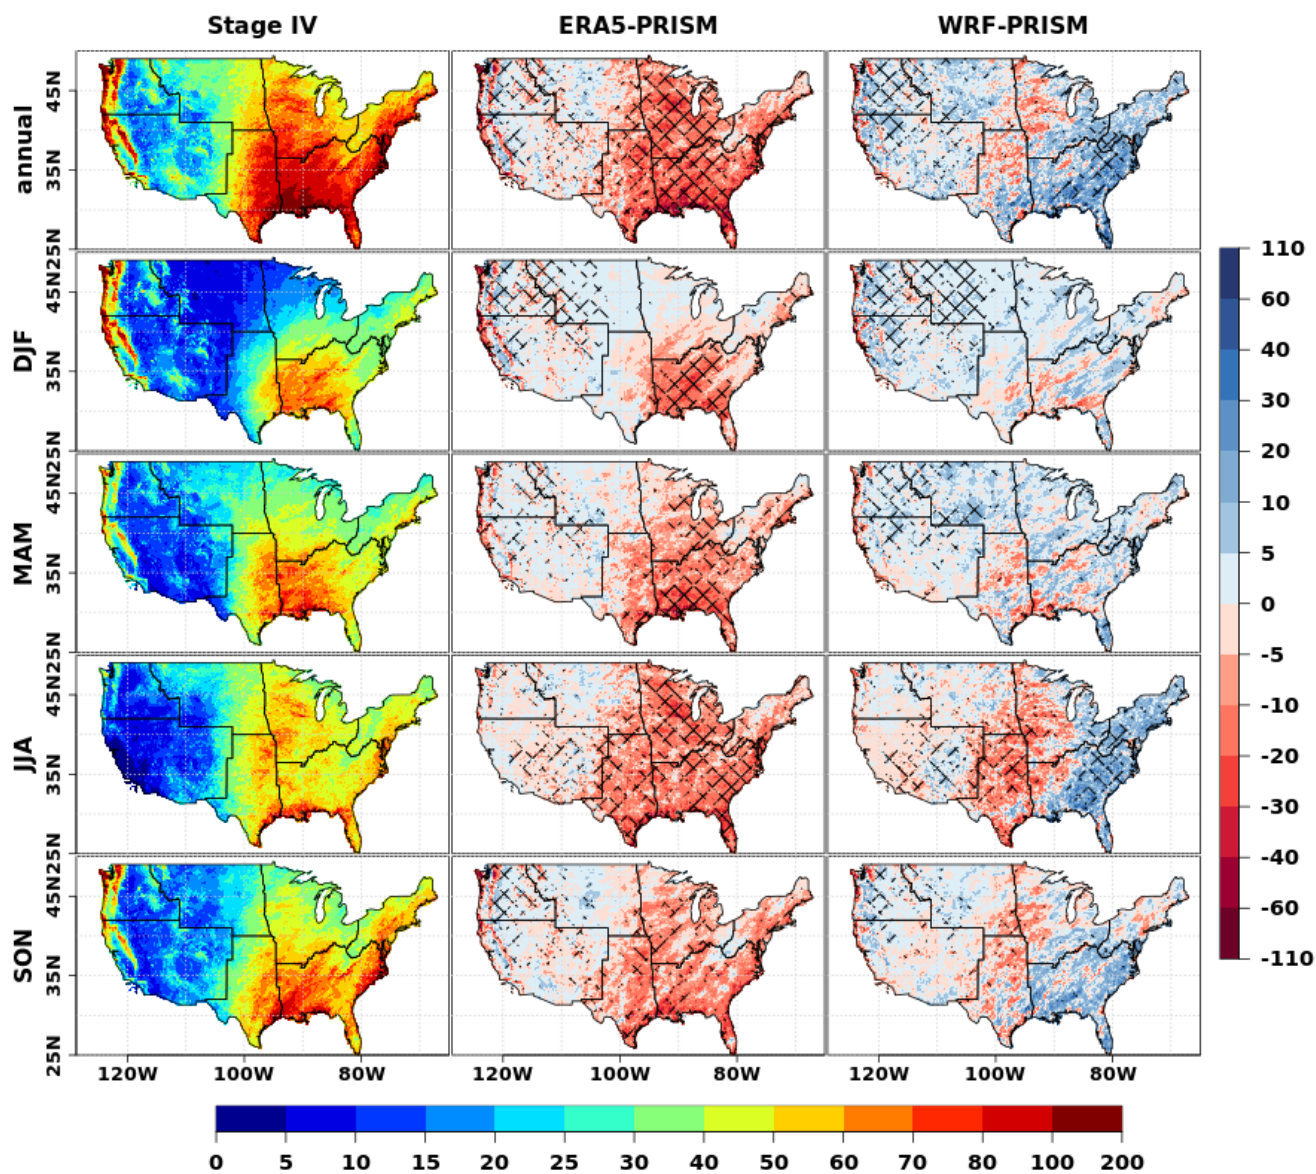 Stage IV ERA5-PRISM WRF-PRISM
annual
45N
35N
25N
DJF
45N
35N
25N
MAM
45N
35N
25N
JJA
45N
35N
25N
SON
45N
35N
25N
120W 100W 80W 120W 100W 80W 120W 100W 80W
110
60
40
30
20
10
5
0
-5
-10
-20
-30
-40
-60
-110
0 5 10 15 20 25 30 40 50 60 70 80 100 200